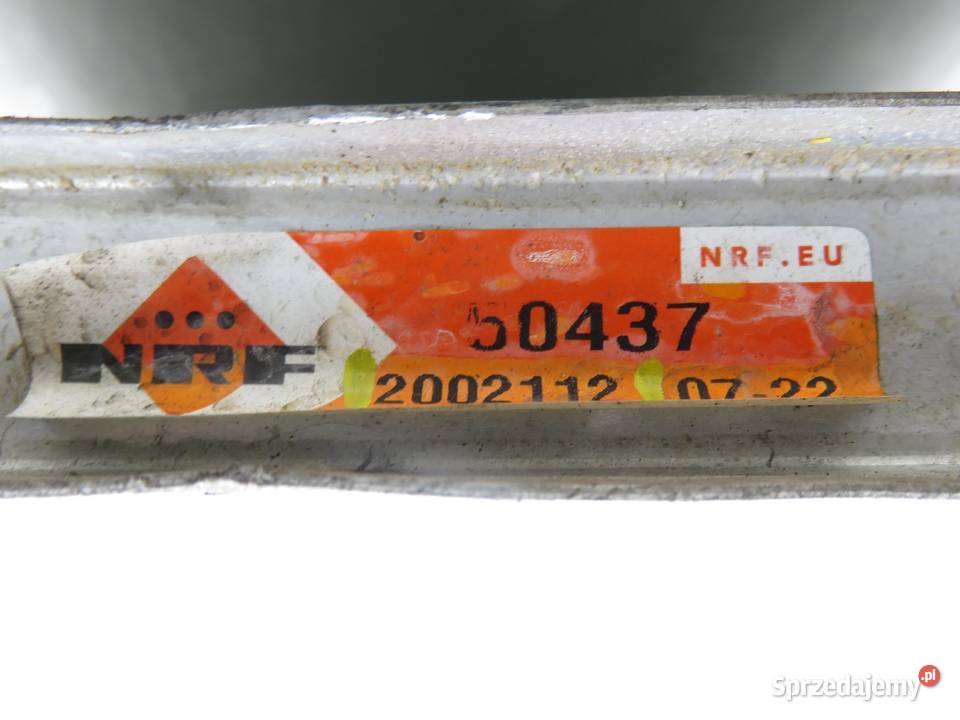 NRF
NRF.EU
50437
2002112 07-22
Sprzedajemy.pl